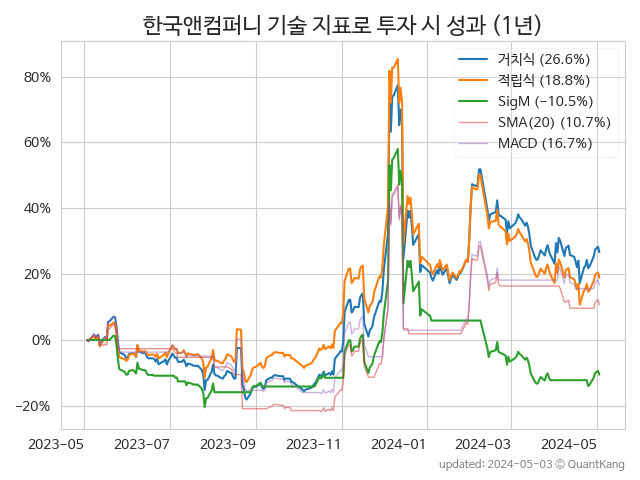 한국앤컴퍼니 기술 지표로 투자 시 성과 (1년)
거치식 (26.6%)
적립식 (18.8%)
SigM (−10.5%)
SMA(20) (10.7%)
MACD (16.7%)
80%
60%
40%
20%
0%
−20%
2023−05 2023−07 2023−09 2023−11 2024−01 2024−03 2024−05
updated: 2024−05−03 ⓒ QuantKang